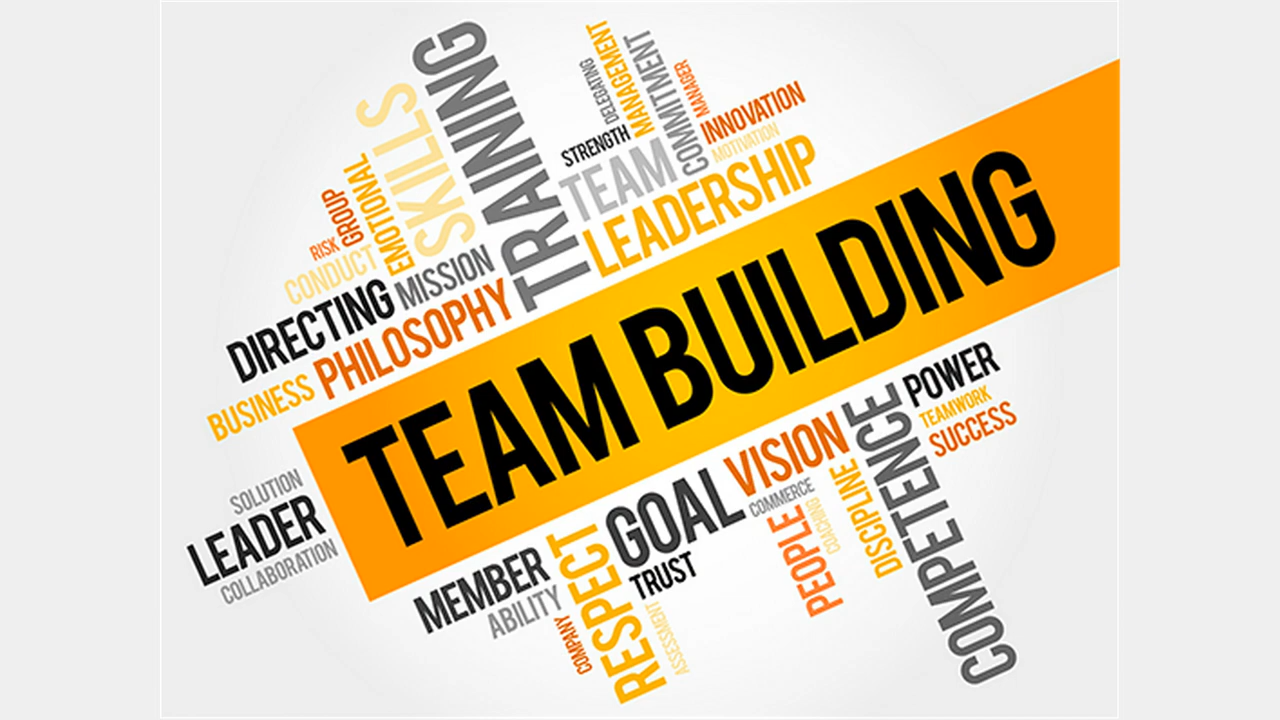 TRAINING
SKILLS
EMOTIONAL
GROUP
RISK
CONDUCT
DIRECTING
MISSION
BUSINESS
PHILOSOPHY
DELEGATING
MANAGEMENT
COMMITMENT
MANAGER
INNOVATION
MOTIVATION
STRENGTH
TEAM
LEADERSHIP
TEAM BUILDING
SOLUTION
LEADER
COLLABORATION
MEMBER
ABILITY
COMPANY
RESPECT
ASSESSMENT
GOAL
TRUST
VISION
COMMERCE
PEOPLE
COACHING
DISCIPLINE
COMPETENCE
POWER
TEAMWORK
SUCCESS